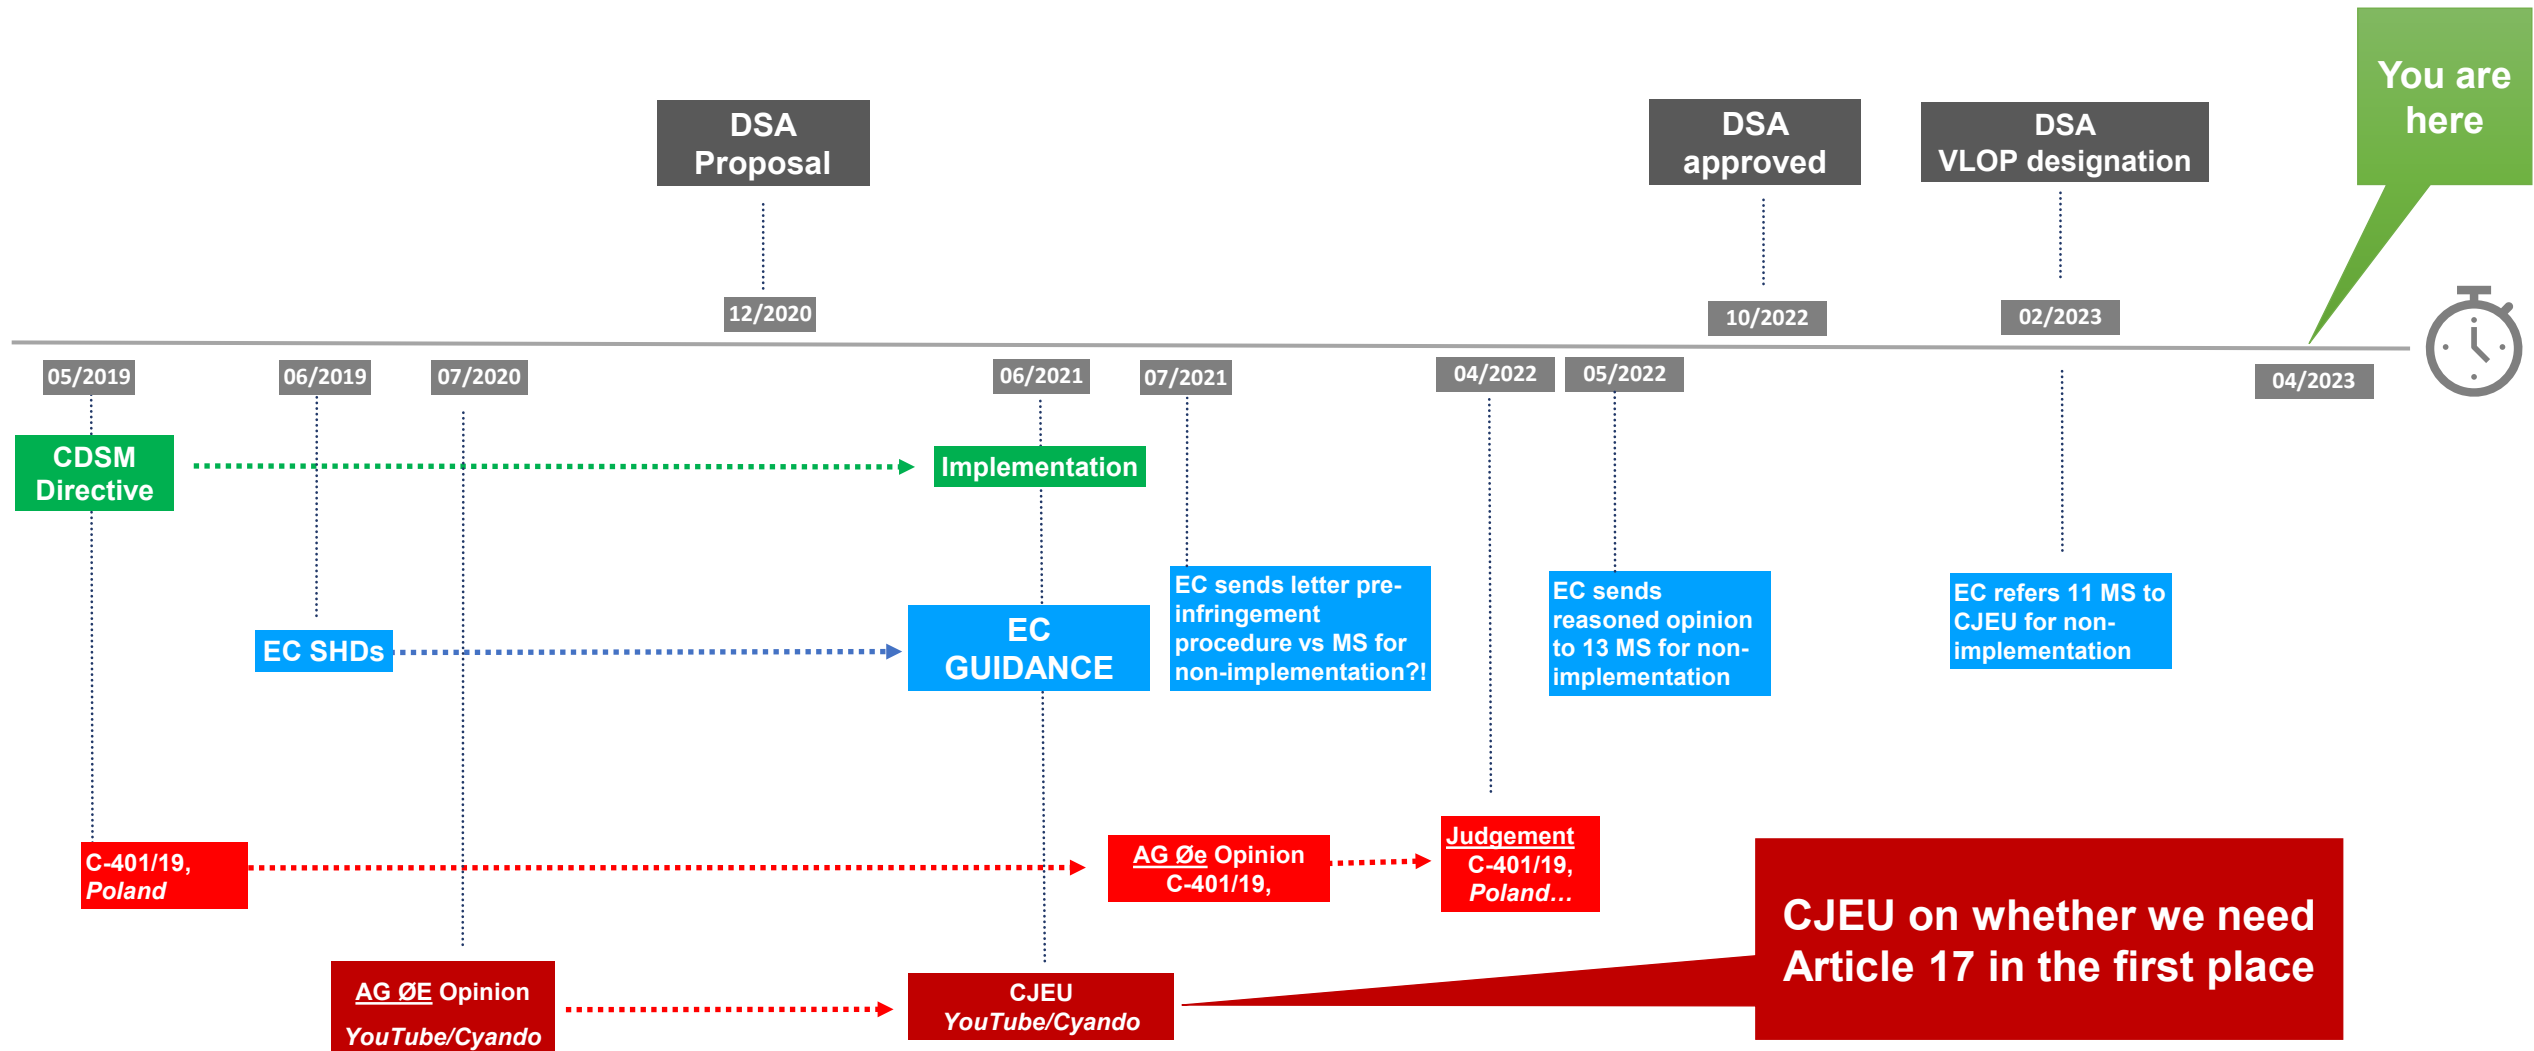 You are
here
DSA
Proposal
DSA
approved
DSA
VLOP designation
12/2020
10/2022
02/2023
05/2019
06/2019
07/2020
06/2021
07/2021
04/2022
05/2022
04/2023
CDSM
Directive
Implementation
EC SHDs
EC
GUIDANCE
EC sends letter pre-
infringement
procedure vs MS for
non-implementation?!
EC sends
reasoned opinion
to 13 MS for non-
implementation
EC refers 11 MS to
CJEU for non-
implementation
C-401/19,
Poland
AG Øe Opinion
C-401/19,
Judgement
C-401/19,
Poland…
AG ØE Opinion
YouTube/Cyando
CJEU
YouTube/Cyando
CJEU on whether we need
Article 17 in the first place